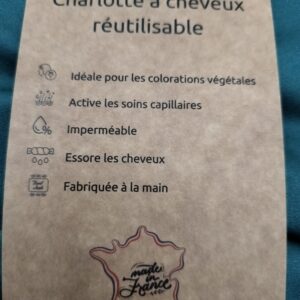 Charlotte à cheveux
réutilisable
Idéale pour les colorations végétales
Active les soins capillaires
%
Imperméable
Essore les cheveux
Fabriquée à la main
made
in
France